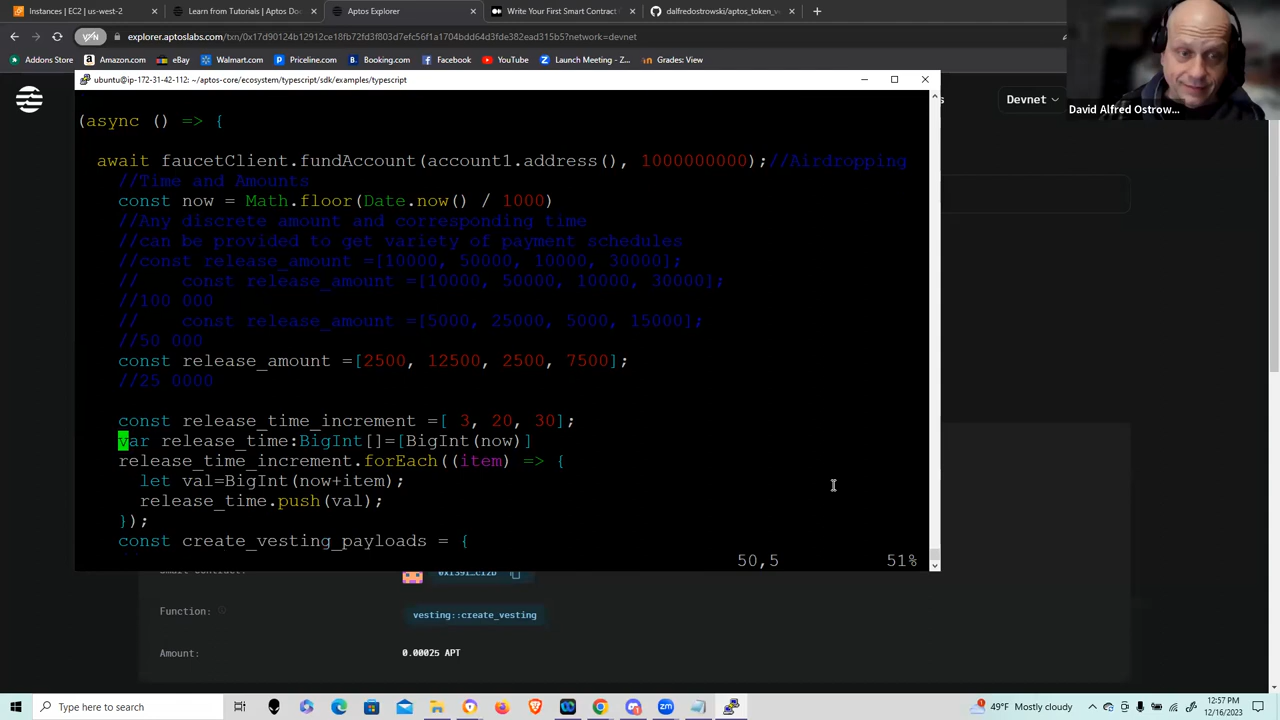 Instances | EC2 | us-west-2
Learn from Tutorials | Aptos Doc
Aptos Explorer
Write Your First Smart Contract
dalfredostrowski/aptos_token_v
explorer.aptoslabs.com/txn/0x17d90124b12912ce18fb72fd3f803d7efc56f1a1704bdd64d3fde382ead315b5?network=devnet
Addons Store
Amazon.com
eBay
Walmart.com
Priceline.com
Booking.com
Facebook
YouTube
Launch Meeting - Z...
Grades: View
ubuntu@ip-172-31-42-112: ~/aptos-core/ecosystem/typescript/sdk/examples/typescript
Devnet
David Alfred Ostrow...
(async () => {
await faucetClient.fundAccount(account1.address(), 1000000000);//Airdropping
//Time and Amounts
const now = Math.floor(Date.now() / 1000)
//Any discrete amount and corresponding time
//can be provided to get variety of payment schedules
//const release_amount =[10000, 50000, 10000, 30000];
// const release_amount =[10000, 50000, 10000, 30000];
//100 000
// const release_amount =[5000, 25000, 5000, 15000];
//50 000
const release_amount =[2500, 12500, 2500, 7500];
//25 0000
const release_time_increment =[ 3, 20, 30];
var release_time:BigInt[]=[BigInt(now)]
release_time_increment.forEach((item) => {
let val=BigInt(now+item);
release_time.push(val);
});
const create_vesting_payloads = {
50,5 51%
Function:
vesting::create_vesting
Amount:
0.00025 APT
Type here to search
49°F Mostly cloudy
12:57 PM
12/16/2023